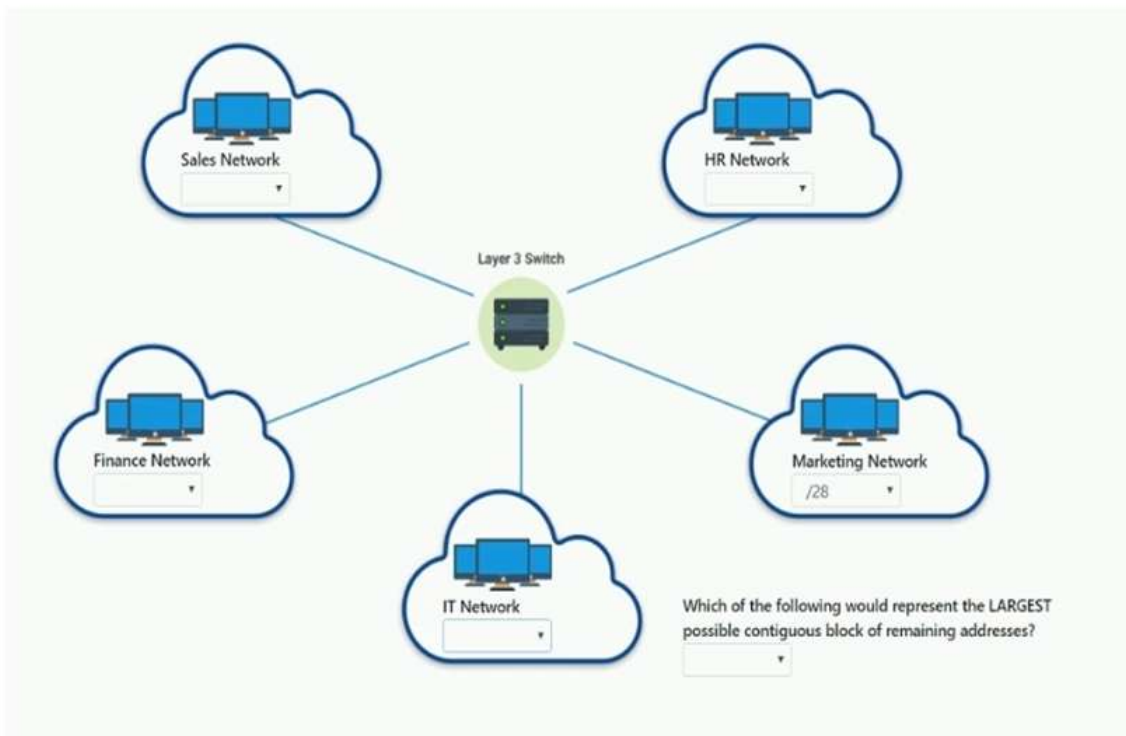 Sales Network
HR Network
Layer 3 Switch
Finance Network
Marketing Network
/28
IT Network
Which of the following would represent the LARGEST
possible contiguous block of remaining addresses?